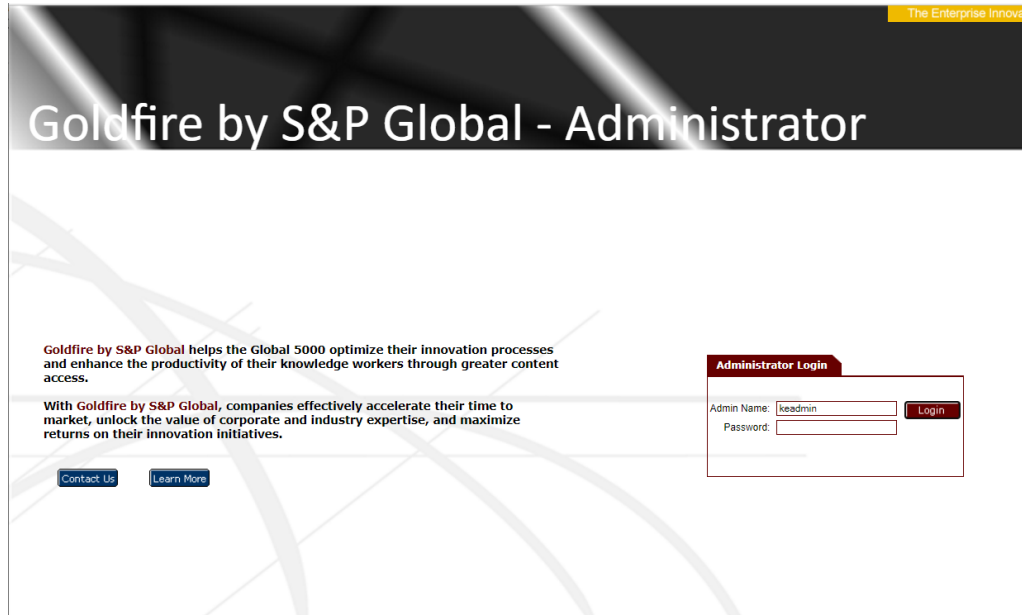 The Enterprise
Goldfire by S&P Global - Administrator
Goldfire by S&P Global helps the Global 5000 optimize their innovation processes
and enhance the productivity of their knowledge workers through greater content
access.
With Goldfire by S&P Global, companies effectively accelerate their time to
market, unlock the value of corporate and industry expertise, and maximize
returns on their innovation initiatives.
Contact Us
Learn More
Administrator Login
Admin Name: keadmin
Login
Password: